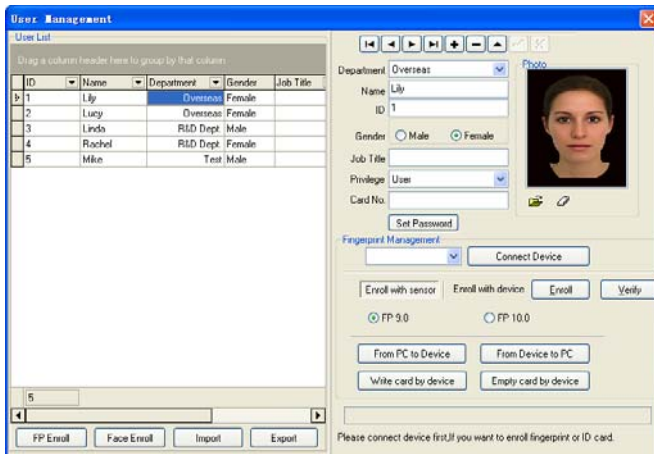 User Management
User List
Drag a column header here to group by that column
ID Name Department Gender Job Title
1 Lily Overseas Female
2 Lucy Overseas Female
3 Linda R&D Dept Male
4 Rachel R&D Dept Female
5 Mike Test Male
5
FP Enroll Face Enroll Import Export
Department Overseas
Name Lily
ID 1
Gender Male Female
Job Title
Privilege User
Card No.
Set Password
Photo
Fingerprint Management
Connect Device
Enroll with sensor Enroll with device Enroll Verify
FP 9.0 FP 10.0
From PC to Device From Device to PC
Write card by device Empty card by device
Please connect device first,If you want to enroll fingerprint or ID card.